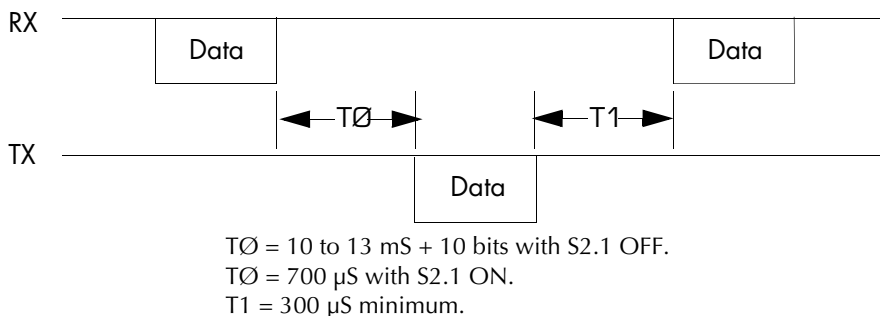 RX
Data
Data
TØ
T1
TX
Data
TØ = 10 to 13 mS + 10 bits with S2.1 OFF.
TØ = 700 µS with S2.1 ON.
T1 = 300 µS minimum.